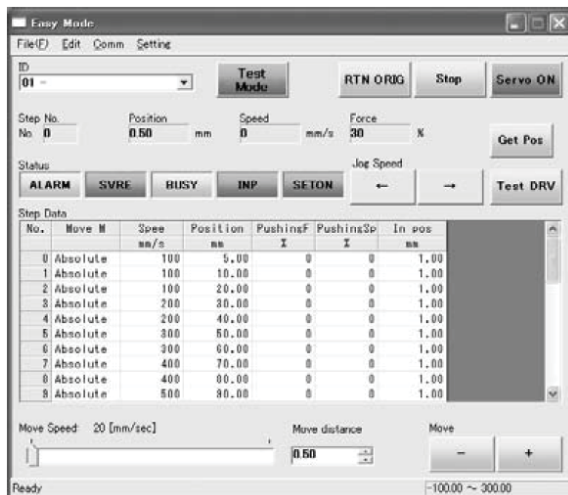 Easy Mode
File(F) Edit Comm Setting
ID
01 -
Test Mode
RTN ORIG Stop Servo ON
Step No. Position Speed Force
No 0 0.50 mm 0 mm/s 30 %
Get Pos
Status Jog Speed
ALARM SVRE BUSY INP SETON ← → Test DRV
Step Data
No. Move M Spee Position PushingF PushingSp In pos
mm/s mm % % mm
0 Absolute 100 5.00 0 0 1.00
1 Absolute 100 10.00 0 0 1.00
2 Absolute 100 20.00 0 0 1.00
3 Absolute 200 30.00 0 0 1.00
4 Absolute 200 40.00 0 0 1.00
5 Absolute 300 50.00 0 0 1.00
6 Absolute 300 60.00 0 0 1.00
7 Absolute 400 70.00 0 0 1.00
8 Absolute 400 80.00 0 0 1.00
9 Absolute 500 90.00 0 0 1.00
Move Speed: 20 [mm/sec] Move distance Move
0.50 - +
Ready -100.00 ~ 300.00